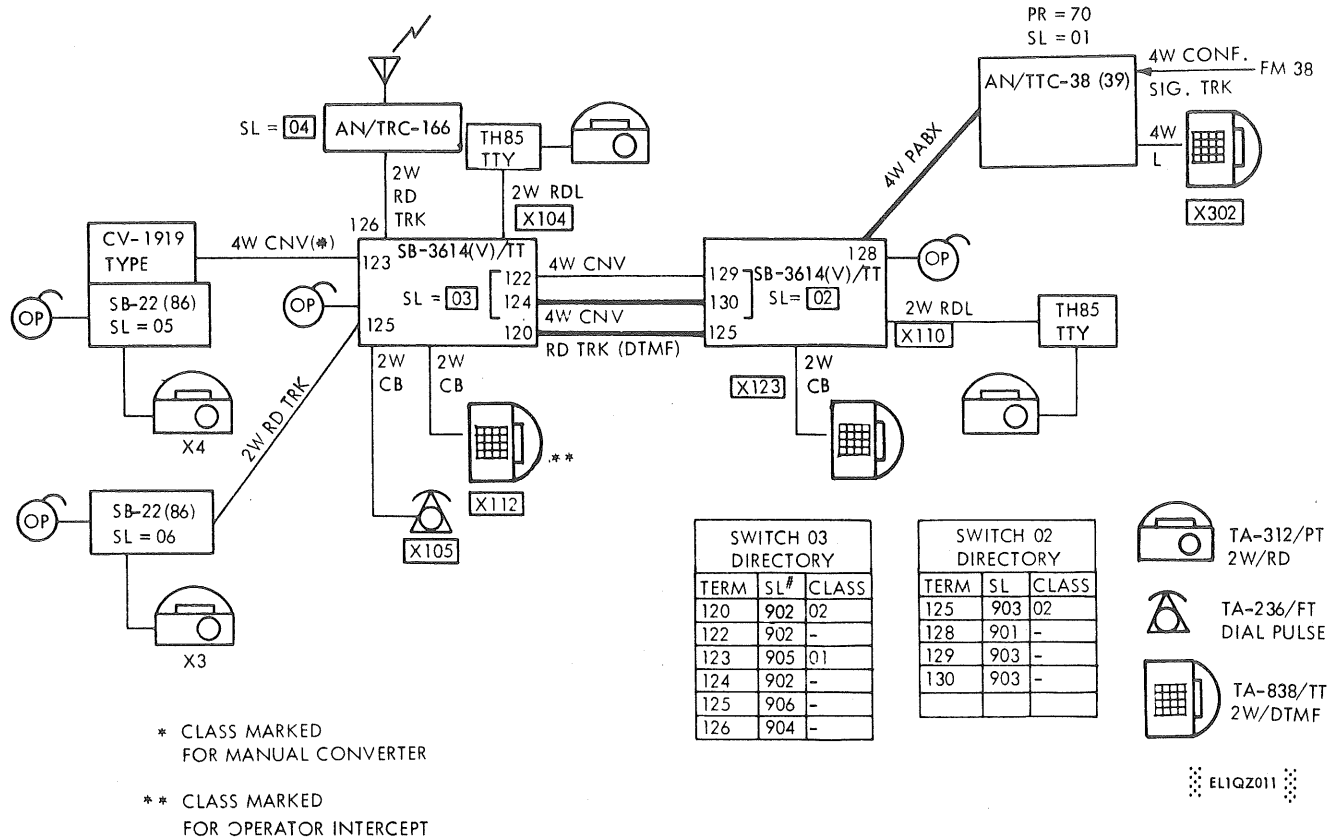 PR = 70
SL = 01
AN/TTC-38 (39)
4W CONF.
SIG. TRK
FM 38
4W
L
X302
4W PABX
SL = 04
AN/TRC-166
TH85
TTY
2W
RD
TRK
2W RDL
X104
126
CV-1919
TYPE
4W CNV(*)
123
SB-3614(V)/TT
SL = 03
122
124
120
125
4W CNV
4W CNV
RD TRK (DTMF)
128
129
130
125
SB-3614(V)/TT
SL= 02
OP
OP
OP
SB-22 (86)
SL = 05
X4
2W RDL
X110
TH85
TTY
2W
CB
2W
CB
X123
2W
CB
2W RD TRK
**
X112
X105
OP
SB-22 (86)
SL = 06
X3
SWITCH 03
DIRECTORY
TERM SL# CLASS
120 902 02
122 902 -
123 905 01
124 902 -
125 906 -
126 904 -
SWITCH 02
DIRECTORY
TERM SL CLASS
125 903 02
128 901 -
129 903 -
130 903 -
TA-312/PT
2W/RD
TA-236/FT
DIAL PULSE
TA-838/TT
2W/DTMF
* CLASS MARKED
FOR MANUAL CONVERTER
** CLASS MARKED
FOR OPERATOR INTERCEPT
EL1QZ011